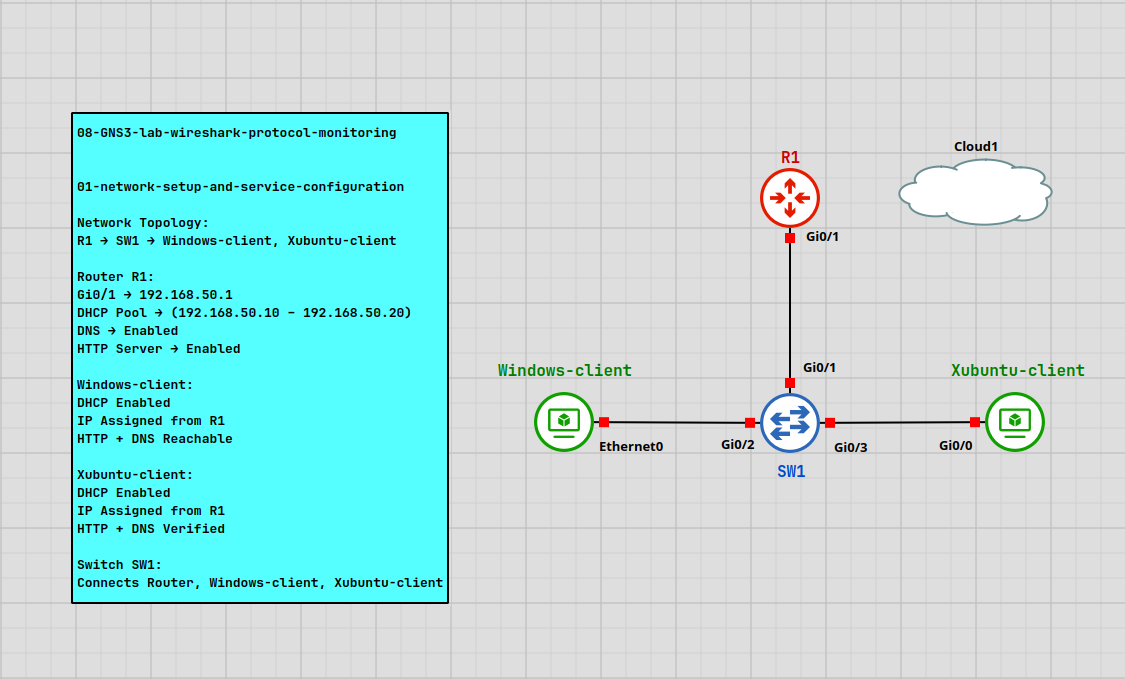 08-GNS3-lab-wireshark-protocol-monitoring
01-network-setup-and-service-configuration
Network Topology:
R1 → SW1 → Windows-client, Xubuntu-client
Router R1:
Gi0/1 → 192.168.50.1
DHCP Pool → (192.168.50.10 - 192.168.50.20)
DNS → Enabled
HTTP Server → Enabled
Windows-client:
DHCP Enabled
IP Assigned from R1
HTTP + DNS Reachable
Xubuntu-client:
DHCP Enabled
IP Assigned from R1
HTTP + DNS Verified
Switch SW1:
Connects Router, Windows-client, Xubuntu-client
Cloud1
R1
Gi0/1
Gi0/1
Windows-client
Xubuntu-client
Ethernet0
Gi0/2
Gi0/3
Gi0/0
SW1